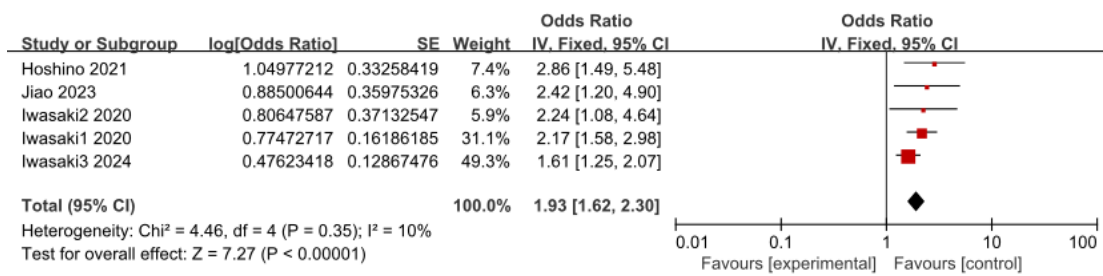 Odds Ratio Odds Ratio
Study or Subgroup log[Odds Ratio] SE Weight IV, Fixed, 95% CI IV, Fixed, 95% CI
Hoshino 2021 1.04977212 0.33258419 7.4% 2.86 [1.49, 5.48]
Jiao 2023 0.88500644 0.35975326 6.3% 2.42 [1.20, 4.90]
Iwasaki2 2020 0.80647587 0.37132547 5.9% 2.24 [1.08, 4.64]
Iwasaki1 2020 0.77472717 0.16186185 31.1% 2.17 [1.58, 2.98]
Iwasaki3 2024 0.47623418 0.12867476 49.3% 1.61 [1.25, 2.07]
Total (95% CI) 100.0% 1.93 [1.62, 2.30]
Heterogeneity: Chi² = 4.46, df = 4 (P = 0.35); I² = 10%
Test for overall effect: Z = 7.27 (P < 0.00001)
0.01 0.1 1 10 100
Favours [experimental] Favours [control]